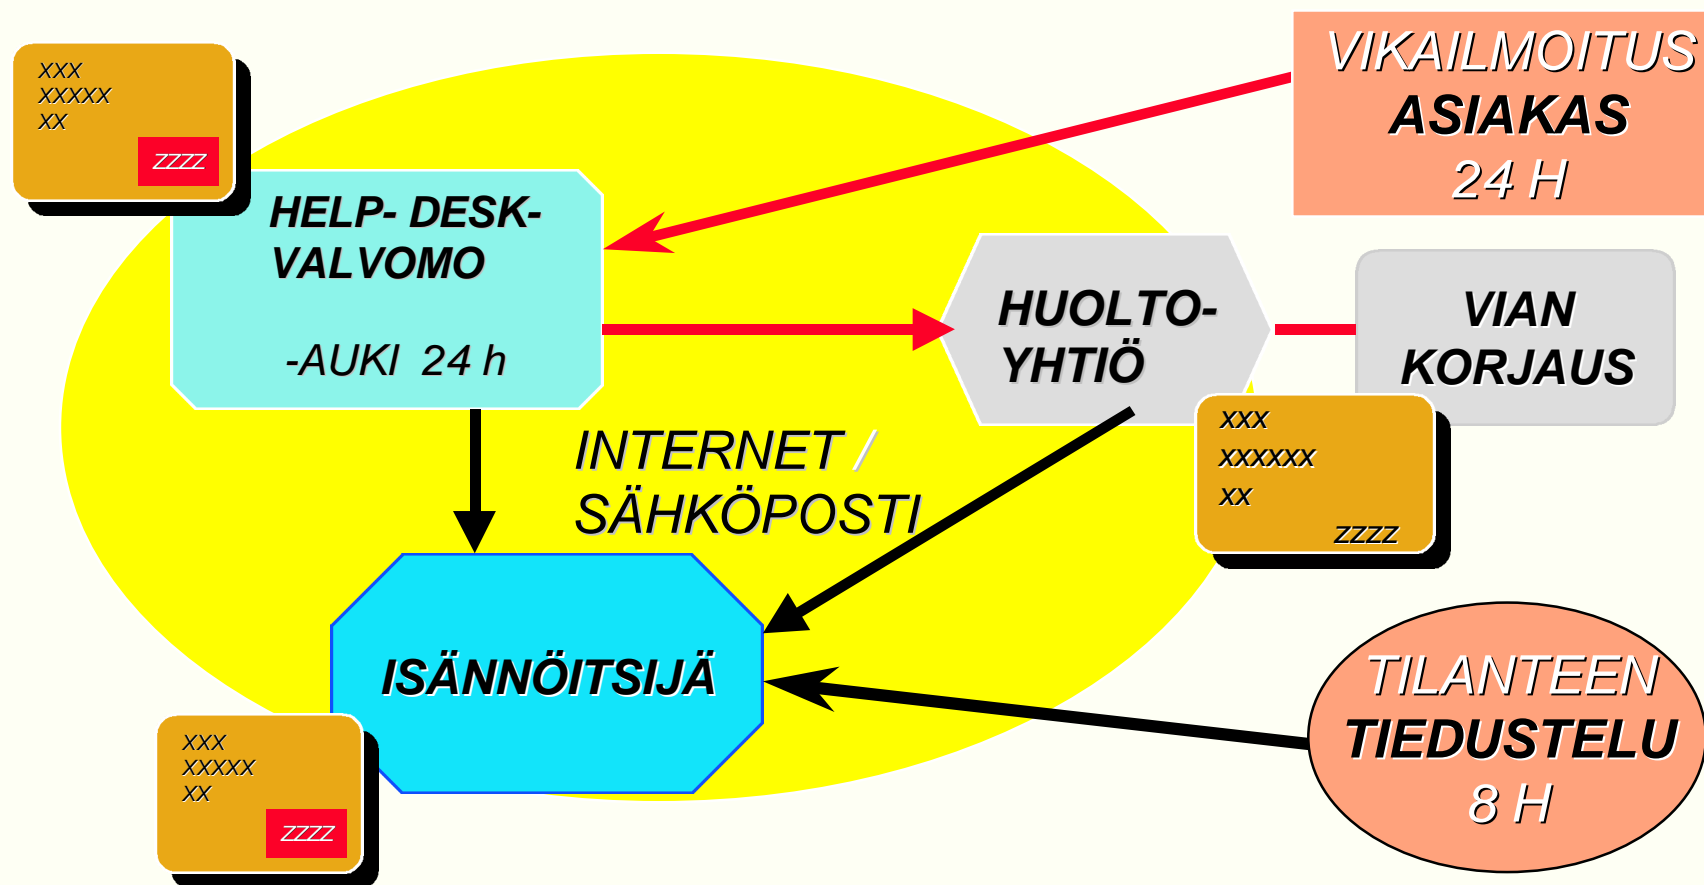 VIKAILMOITUS
ASIAKAS
24 H
XXX
XXXXX
XX
ZZZZ
HELP- DESK-
VALVOMO
-AUKI 24 h
HUOLTO-
YHTIÖ
VIAN
KORJAUS
INTERNET /
SÄHKÖPOSTI
XXX
XXXXXX
XX
ZZZZ
ISÄNNÖITSIJÄ
TILANTEEN
TIEDUSTELU
8 H
XXX
XXXXX
XX
ZZZZ